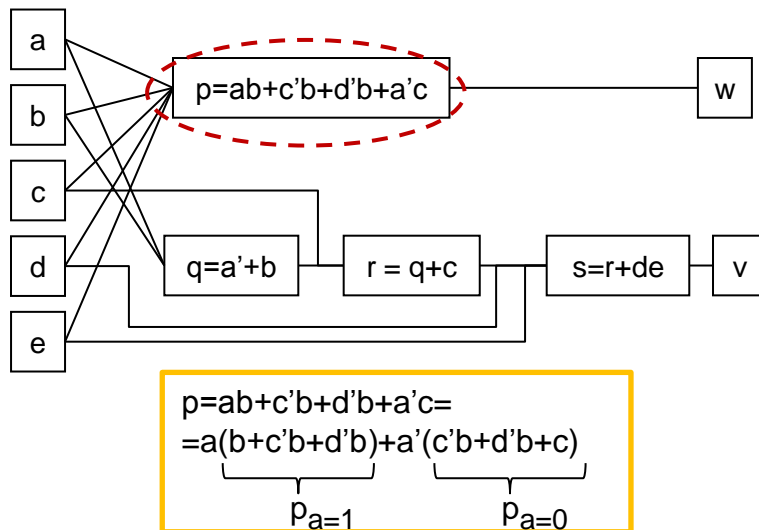 a
p=ab+c’b+d’b+a’c
w
b
c
d
q=a’+b
r = q+c
s=r+de
v
e
p=ab+c’b+d’b+a’c=
=a(b+c’b+d’b)+a’(c’b+d’b+c)
pa=1
pa=0